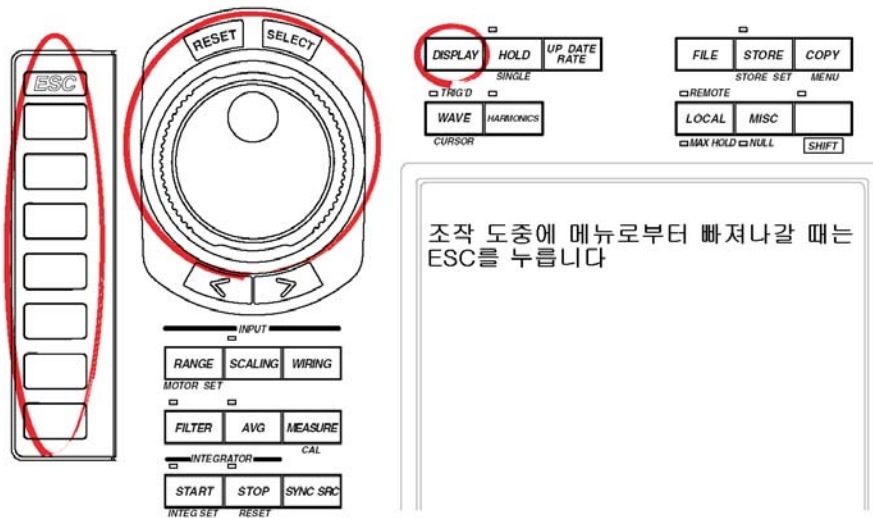 ESC
RESET
SELECT
DISPLAY
HOLD
UP DATE
RATE
SINGLE
FILE
STORE
COPY
STORE SET
MENU
TRIG'D
REMOTE
WAVE
HARMONICS
CURSOR
LOCAL
MISC
MAX HOLD
NULL
SHIFT
조작 도중에 메뉴로부터 빠져나갈 때는
ESC를 누릅니다
INPUT
RANGE
SCALING
WIRING
MOTOR SET
FILTER
AVG
MEASURE
CAL
INTEGRATOR
START
STOP
SYNC SRC
INTEG SET
RESET